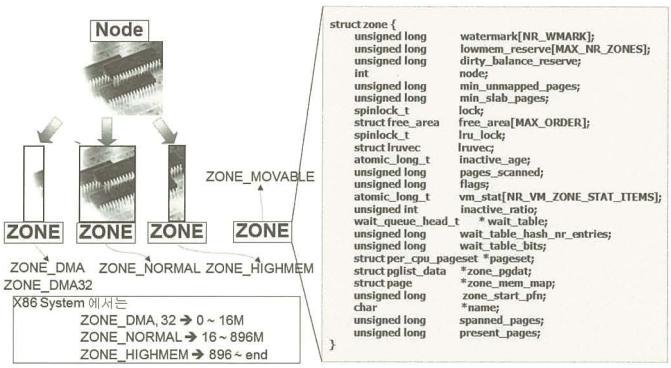 Node
ZONE
ZONE
ZONE
ZONE
ZONE_MOVABLE
ZONE_DMA
ZONE_DMA32
ZONE_NORMAL
ZONE_HIGHMEM
X86 System 에서는
ZONE_DMA, 32 → 0 ~ 16M
ZONE_NORMAL → 16 ~ 896M
ZONE_HIGHMEM → 896 ~ end
struct zone {
unsigned long watermark[NR_WMARK];
unsigned long lowmem_reserve[MAX_NR_ZONES];
unsigned long dirty_balance_reserve;
int node;
unsigned long min_unmapped_pages;
unsigned long min_slab_pages;
spinlock_t lock;
struct free_area free_area[MAX_ORDER];
spinlock_t lru_lock;
struct lruvec lruvec;
atomic_long_t inactive_age;
unsigned long pages_scanned;
unsigned long flags;
atomic_long_t vm_stat[NR_VM_ZONE_STAT_ITEMS];
unsigned int inactive_ratio;
wait_queue_head_t * wait_table;
unsigned long wait_table_hash_nr_entries;
unsigned long wait_table_bits;
struct per_cpu_pageset *pageset;
struct pglist_data *zone_pgdat;
struct page *zone_mem_map;
unsigned long zone_start_pfn;
char *name;
unsigned long spanned_pages;
unsigned long present_pages;
}